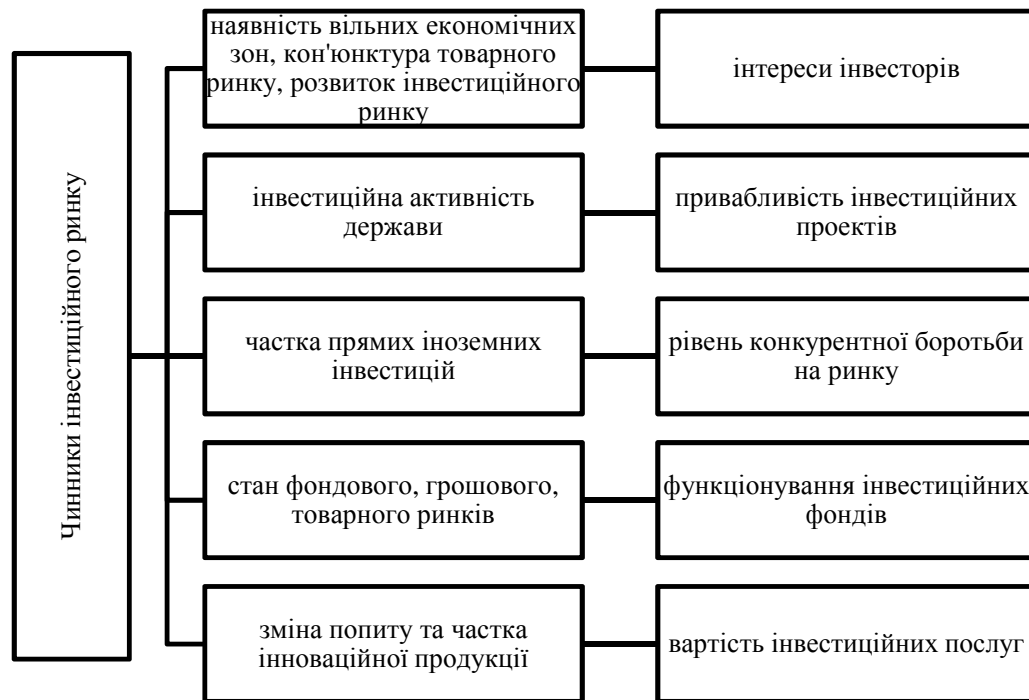 Чинники інвестиційного ринку
наявність вільних економічних
зон, кон'юнктура товарного
ринку, розвиток інвестиційного
ринку
інтереси інвесторів
інвестиційна активність
держави
привабливість інвестиційних
проектів
частка прямих іноземних
інвестицій
рівень конкурентної боротьби
на ринку
стан фондового, грошового,
товарного ринків
функціонування інвестиційних
фондів
зміна попиту та частка
інноваційної продукції
вартість інвестиційних послуг